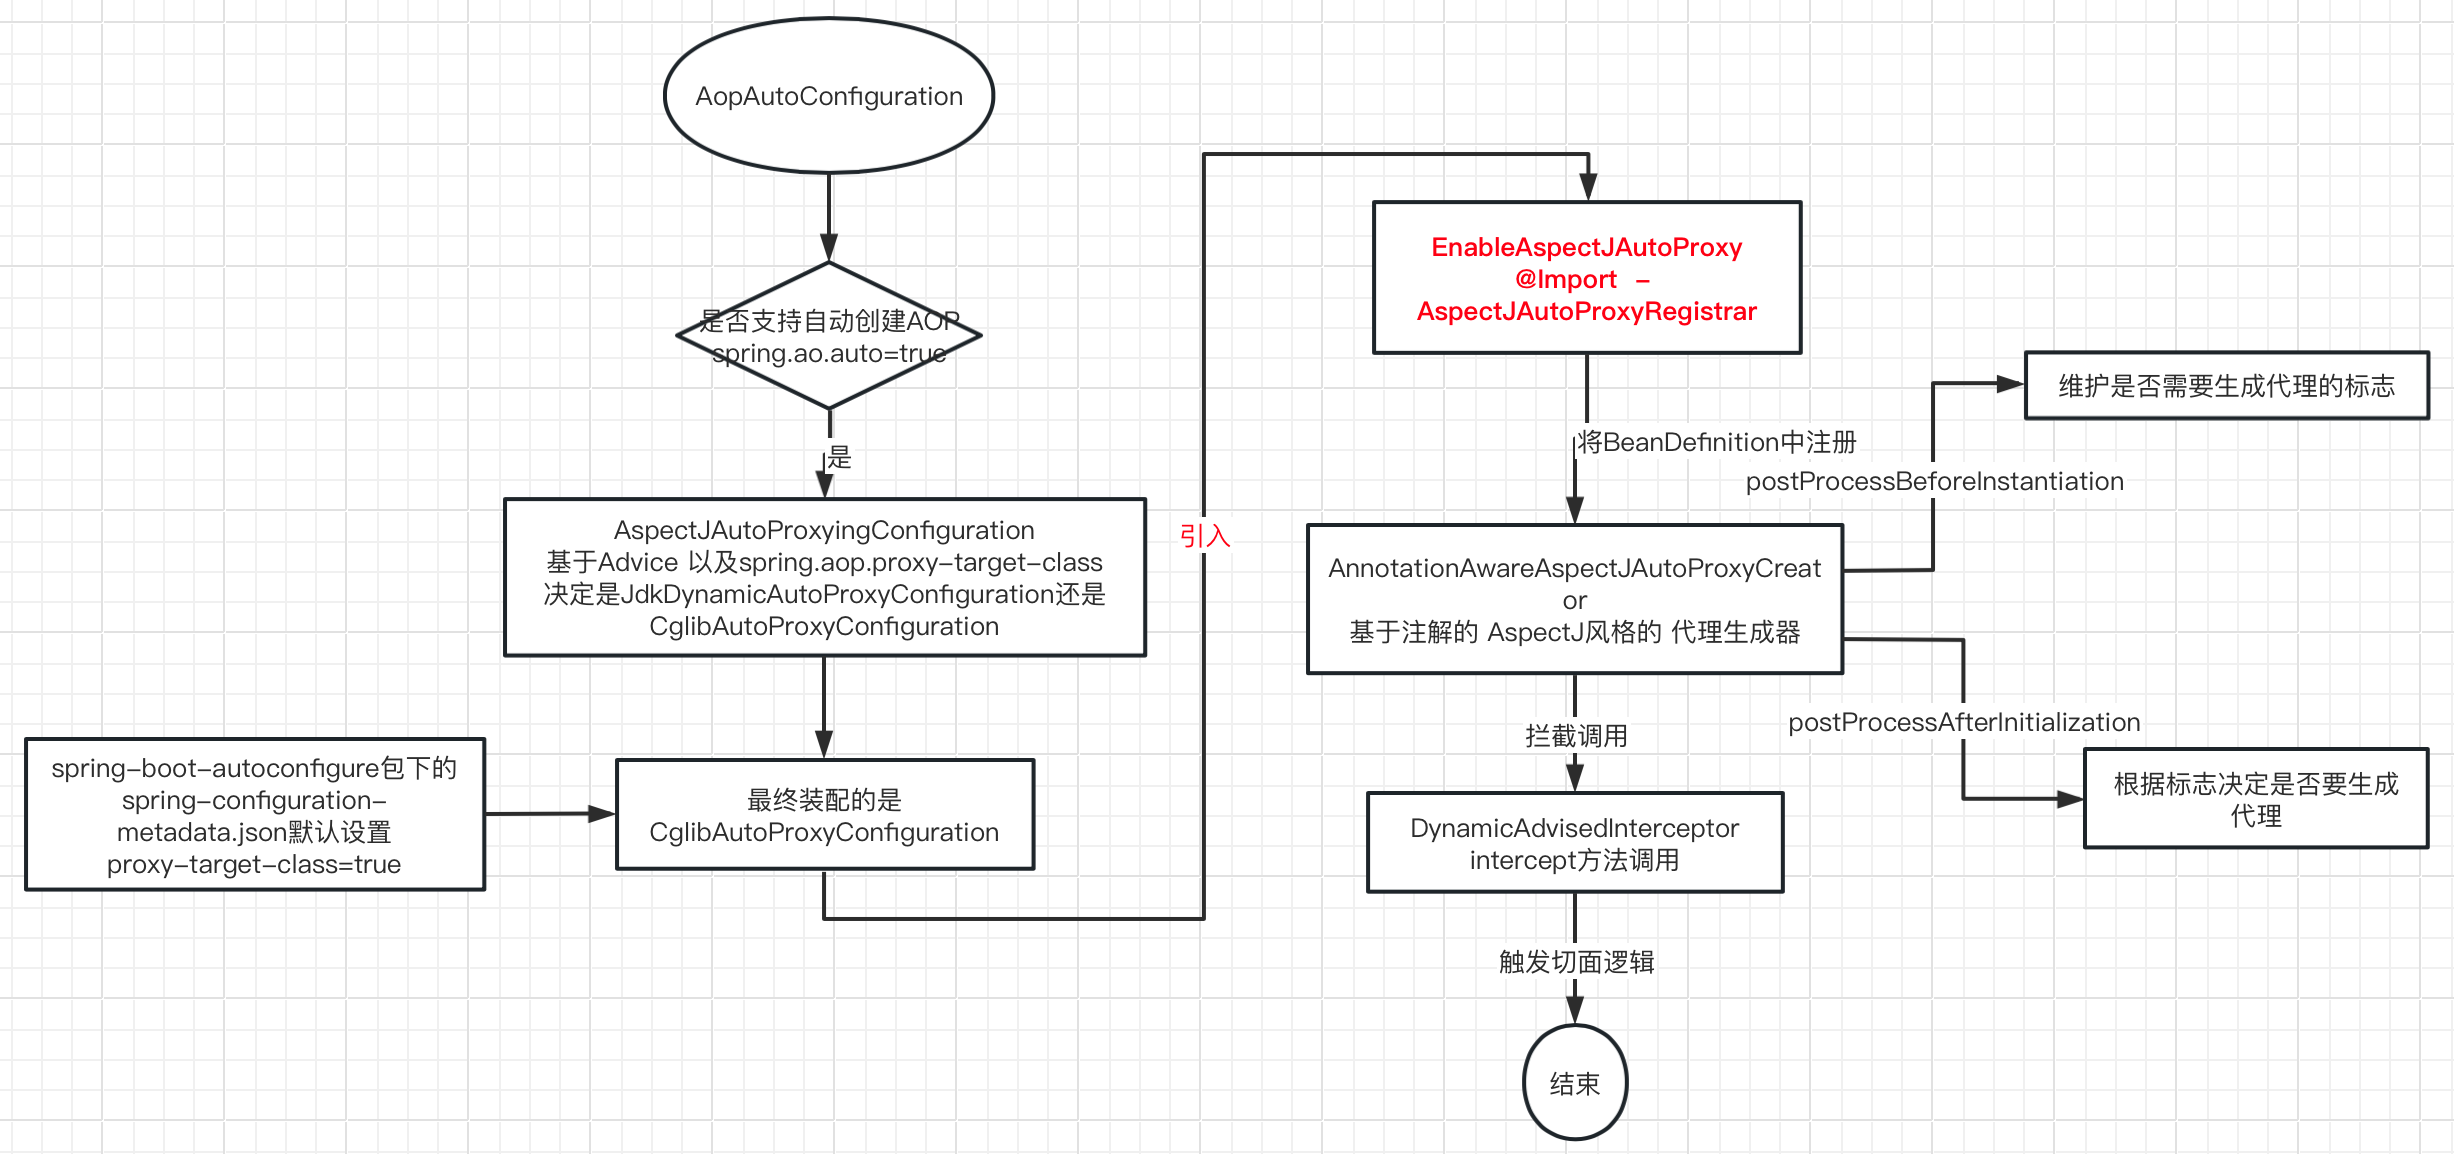 AopAutoConfiguration
是否支持自动创建AOP
spring.ao.auto=true
是
AspectJAutoProxyingConfiguration
基于Advice 以及spring.aop.proxy-target-class
决定是JdkDynamicAutoProxyConfiguration还是
CglibAutoProxyConfiguration
spring-boot-autoconfigure包下的
spring-configuration-
metadata.json默认设置
proxy-target-class=true
最终装配的是
CglibAutoProxyConfiguration
引入
EnableAspectJAutoProxy
@Import -
AspectJAutoProxyRegistrar
将BeanDefinition中注册
AnnotationAwareAspectJAutoProxyCreat
or
基于注解的 AspectJ风格的 代理生成器
postProcessBeforeInstantiation
维护是否需要生成代理的标志
postProcessAfterInitialization
根据标志决定是否要生成
代理
拦截调用
DynamicAdvisedInterceptor
intercept方法调用
触发切面逻辑
结束